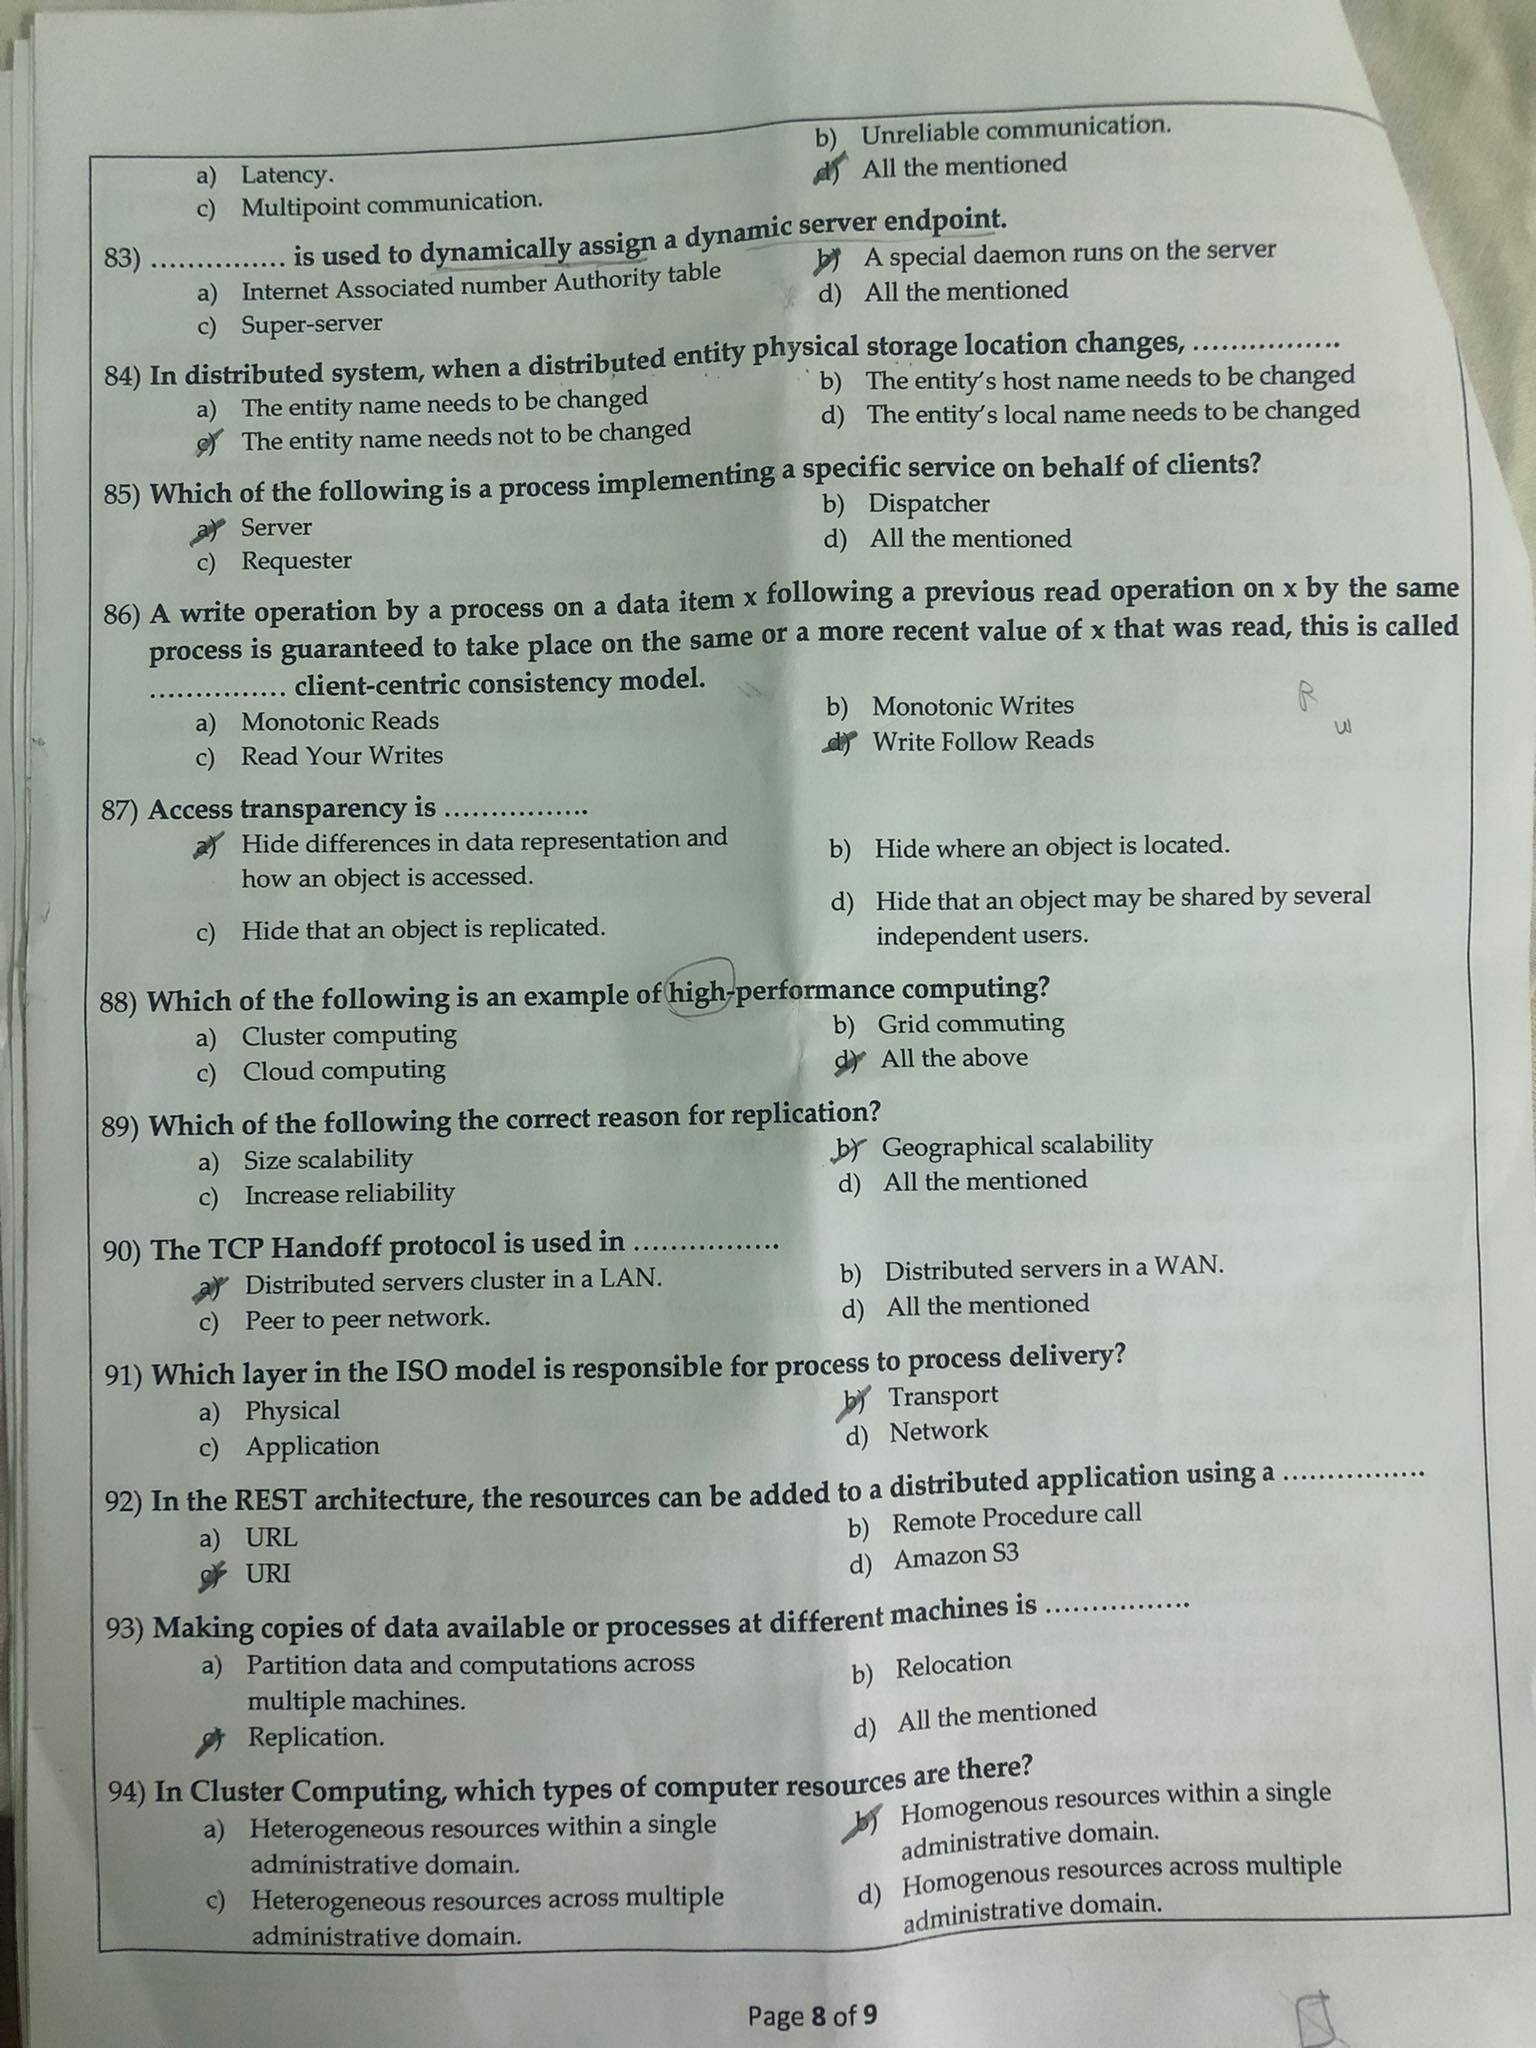 a) Latency.
b) Unreliable communication.
c) Multipoint communication.
d) All the mentioned
83) ............... is used to dynamically assign a dynamic server endpoint.
a) Internet Associated number Authority table
b) A special daemon runs on the server
c) Super-server
d) All the mentioned
84) In distributed system, when a distributed entity physical storage location changes, ................
a) The entity name needs to be changed
b) The entity's host name needs to be changed
c) The entity name needs not to be changed
d) The entity's local name needs to be changed
85) Which of the following is a process implementing a specific service on behalf of clients?
a) Server
b) Dispatcher
c) Requester
d) All the mentioned
86) A write operation by a process on a data item x following a previous read operation on x by the same
process is guaranteed to take place on the same or a more recent value of x that was read, this is called
............... client-centric consistency model.
a) Monotonic Reads
b) Monotonic Writes
R
c) Read Your Writes
d) Write Follow Reads
W
87) Access transparency is ................
a) Hide differences in data representation and
how an object is accessed.
b) Hide where an object is located.
c) Hide that an object is replicated.
d) Hide that an object may be shared by several
independent users.
88) Which of the following is an example of high-performance computing?
a) Cluster computing
b) Grid commuting
c) Cloud computing
d) All the above
89) Which of the following the correct reason for replication?
a) Size scalability
b) Geographical scalability
c) Increase reliability
d) All the mentioned
90) The TCP Handoff protocol is used in ................
a) Distributed servers cluster in a LAN.
b) Distributed servers in a WAN.
c) Peer to peer network.
d) All the mentioned
91) Which layer in the ISO model is responsible for process to process delivery?
a) Physical
b) Transport
c) Application
d) Network
92) In the REST architecture, the resources can be added to a distributed application using a ................
a) URL
b) Remote Procedure call
c) URI
d) Amazon S3
93) Making copies of data available or processes at different machines is ................
a) Partition data and computations across
multiple machines.
b) Relocation
c) Replication.
d) All the mentioned
94) In Cluster Computing, which types of computer resources are there?
a) Heterogeneous resources within a single
administrative domain.
b) Homogenous resources within a single
administrative domain.
c) Heterogeneous resources across multiple
administrative domain.
d) Homogenous resources across multiple
administrative domain.
Page 8 of 9